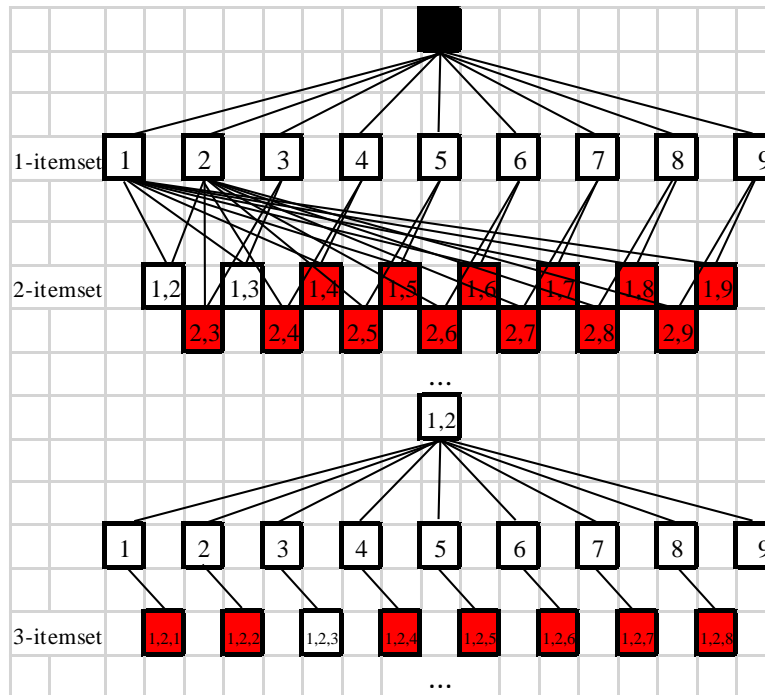 1-itemset 1 2 3 4 5 6 7 8 9
2-itemset 1,2 1,3 1,4 1,5 1,6 1,7 1,8 1,9
2,3 2,4 2,5 2,6 2,7 2,8 2,9
...
1,2
1 2 3 4 5 6 7 8 9
3-itemset 1,2,1 1,2,2 1,2,3 1,2,4 1,2,5 1,2,6 1,2,7 1,2,8
...